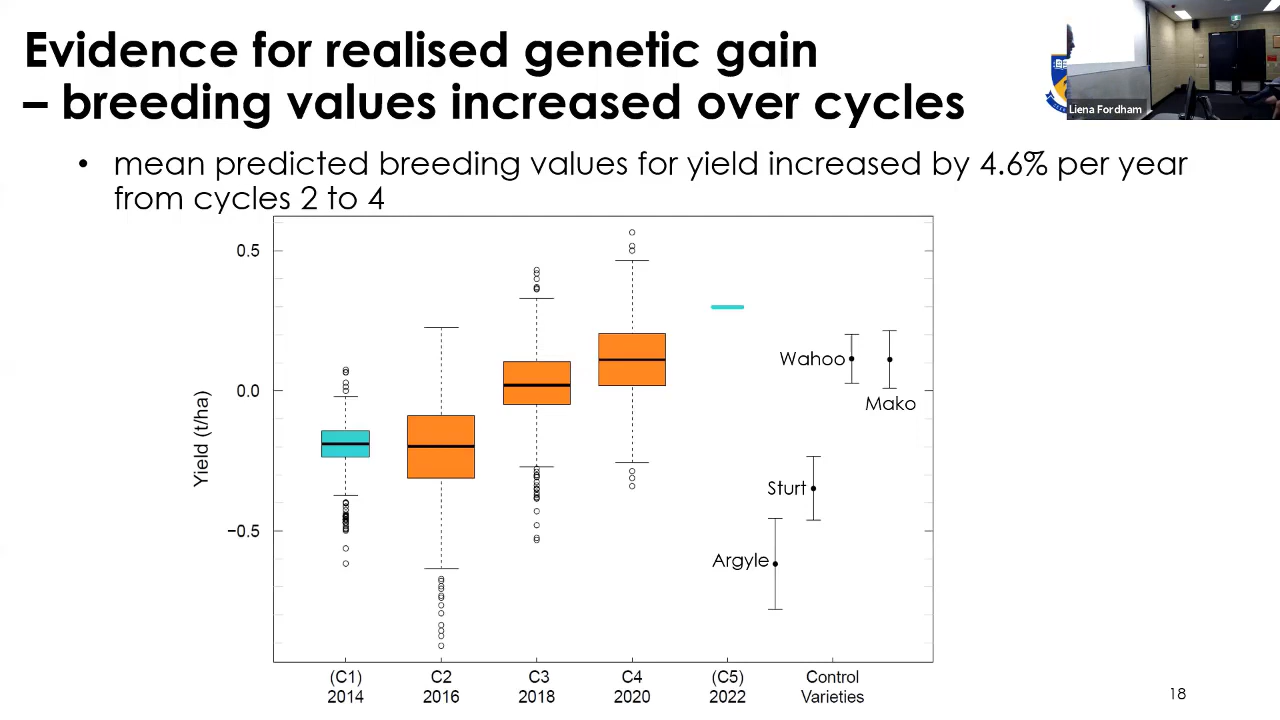 Evidence for realised genetic gain
– breeding values increased over cycles
Liena Fordham
• mean predicted breeding values for yield increased by 4.6% per year
from cycles 2 to 4
Yield (t/ha)
0.5
0.0
−0.5
Wahoo
Mako
Sturt
Argyle
(C1)
2014
C2
2016
C3
2018
C4
2020
(C5)
2022
Control
Varieties
18